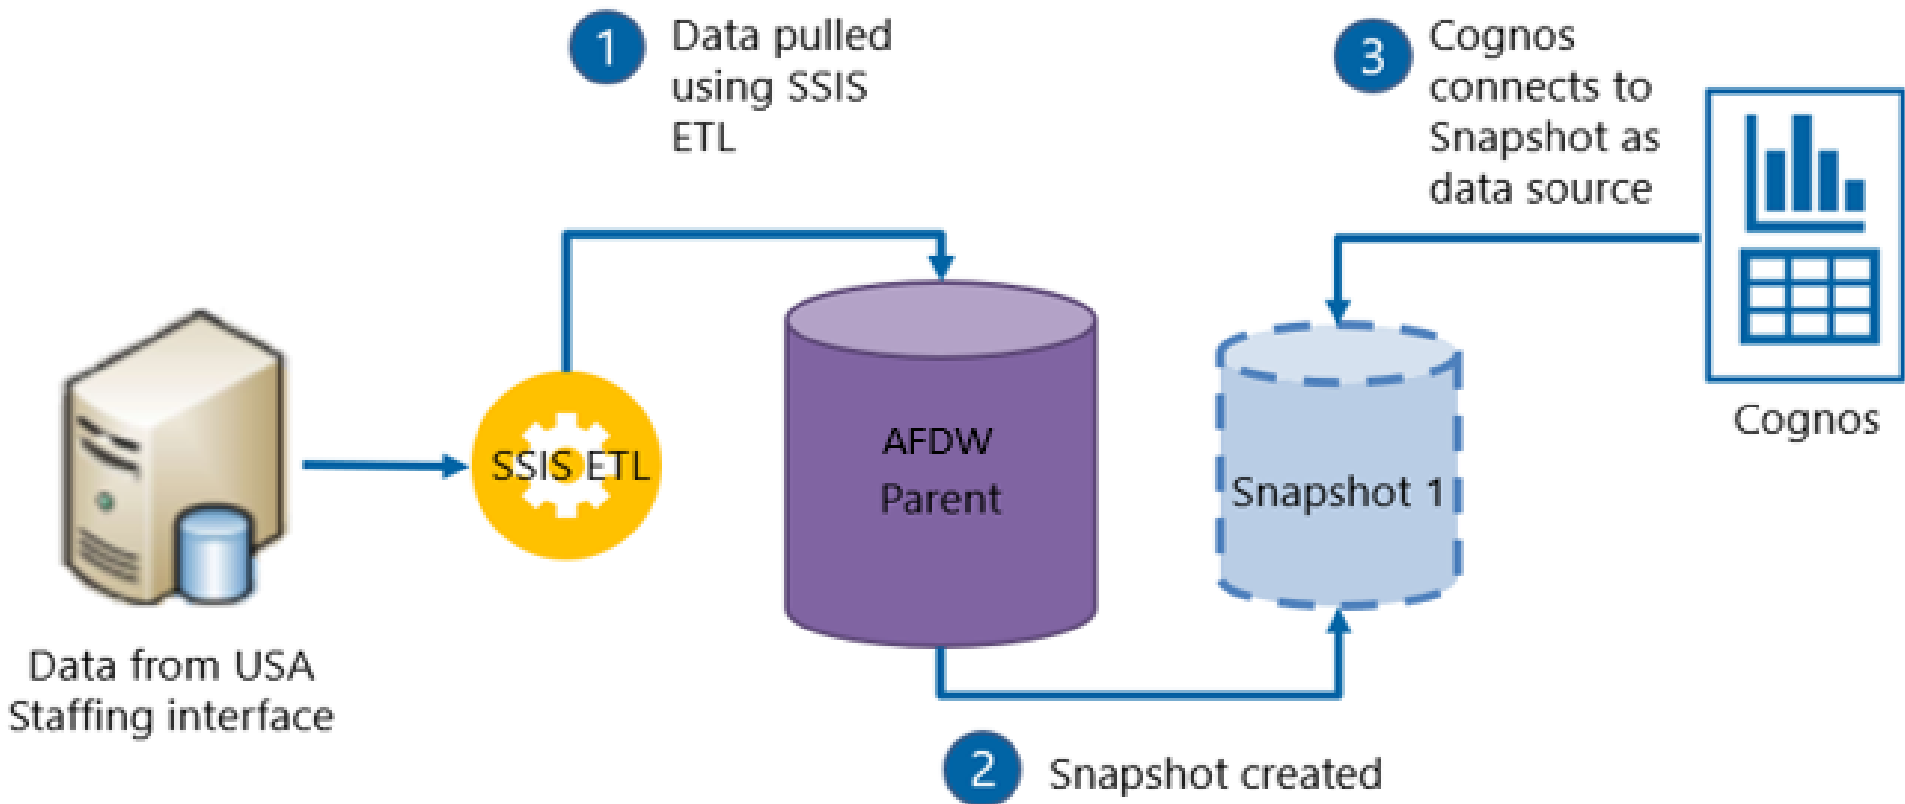 1
Data pulled
using SSIS
ETL
3
Cognos
connects to
Snapshot as
data source
Cognos
SSIS ETL
AFDW
Parent
Snapshot 1
Data from USA
Staffing interface
2
Snapshot created